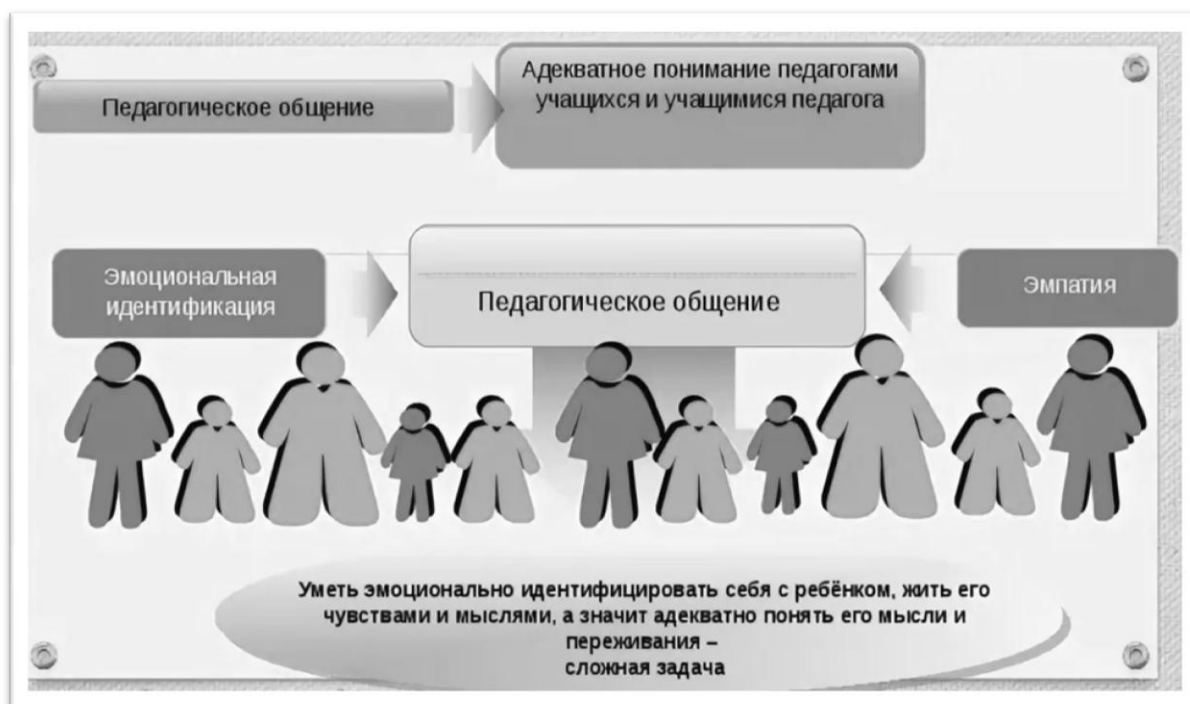 Педагогическое общение
Адекватное понимание педагогами
учащихся и учащимися педагога
Эмоциональная
идентификация
Педагогическое общение
Эмпатия
Уметь эмоционально идентифицировать себя с ребёнком, жить его
чувствами и мыслями, а значит адекватно понять его мысли и
переживания –
сложная задача